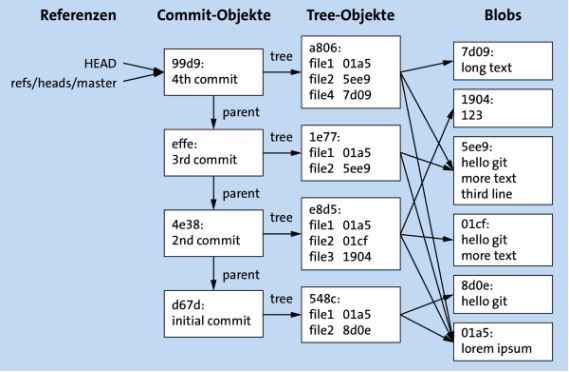 Referenzen
Commit-Objekte
Tree-Objekte
Blobs
HEAD
refs/heads/master
99d9:
4th commit
tree
a806:
file1 01a5
file2 5ee9
file4 7d09
7d09:
long text
parent
1904:
123
effe:
3rd commit
tree
1e77:
file1 01a5
file2 5ee9
5ee9:
hello git
more text
third line
parent
4e38:
2nd commit
tree
e8d5:
file1 01a5
file2 01cf
file3 1904
01cf:
hello git
more text
parent
d67d:
initial commit
tree
548c:
file1 01a5
file2 8d0e
8d0e:
hello git
01a5:
lorem ipsum